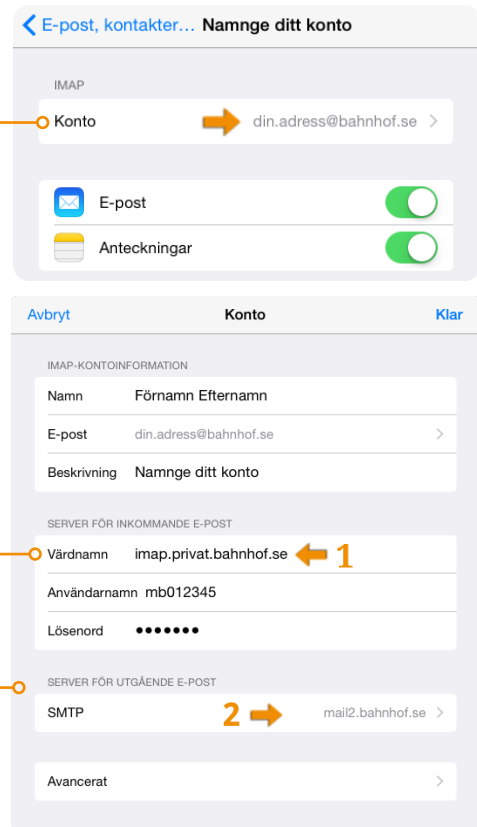 E-post, kontakter… Namnge ditt konto
IMAP
Konto din.adress@bahnhof.se
E-post
Anteckningar
Avbryt Konto Klar
IMAP-KONTOINFORMATION
Namn Förnamn Efternamn
E-post din.adress@bahnhof.se
Beskrivning Namnge ditt konto
SERVER FÖR INKOMMANDE E-POST
Värdnamn imap.privat.bahnhof.se 1
Användarnamn mb012345
Lösenord •••••••
SERVER FÖR UTGÅENDE E-POST
SMTP 2 mail2.bahnhof.se
Avancerat